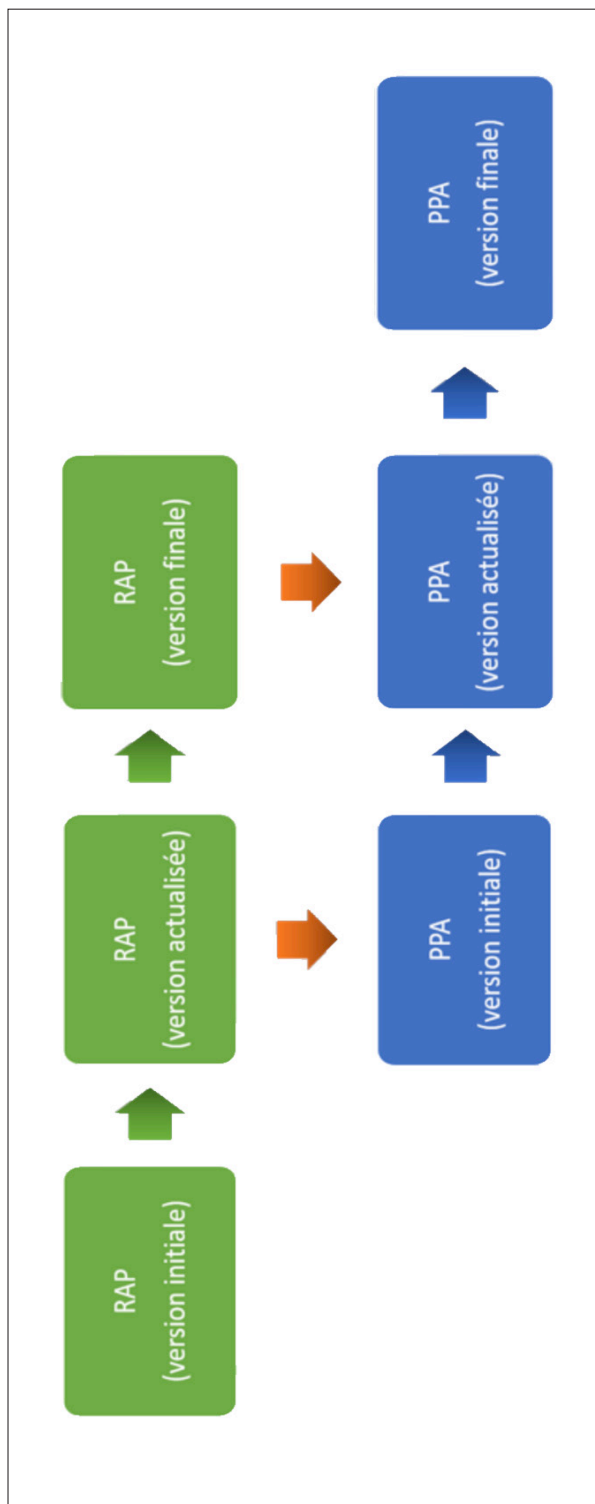 RAP
(version initiale)
RAP
(version actualisée)
RAP
(version finale)
PPA
(version initiale)
PPA
(version actualisée)
PPA
(version finale)